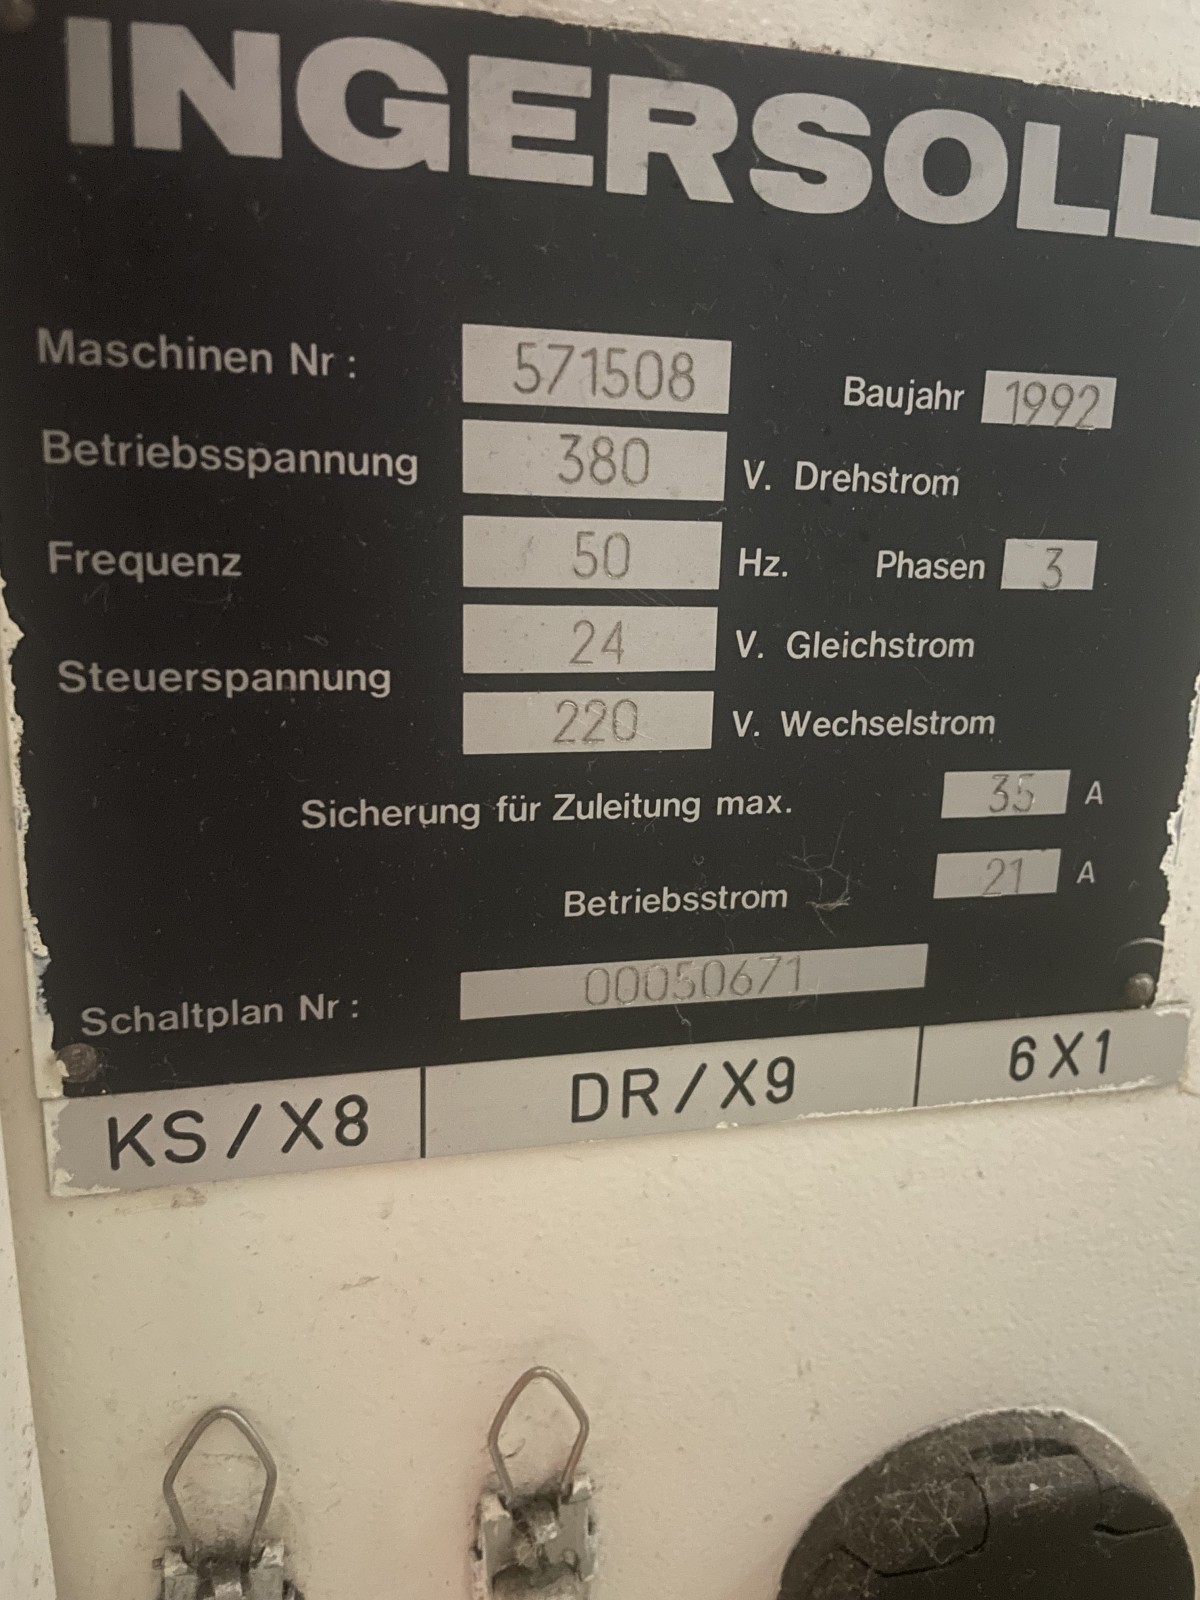 INGERSOLL
Maschinen Nr : 571508 Baujahr 1992
Betriebsspannung 380 V. Drehstrom
Frequenz 50 Hz. Phasen 3
Steuerspannung 24 V. Gleichstrom
220 V. Wechselstrom
Sicherung für Zuleitung max. 35 A
Betriebsstrom 21 A
Schaltplan Nr : 00050671
KS/X8 DR/X9 6X1